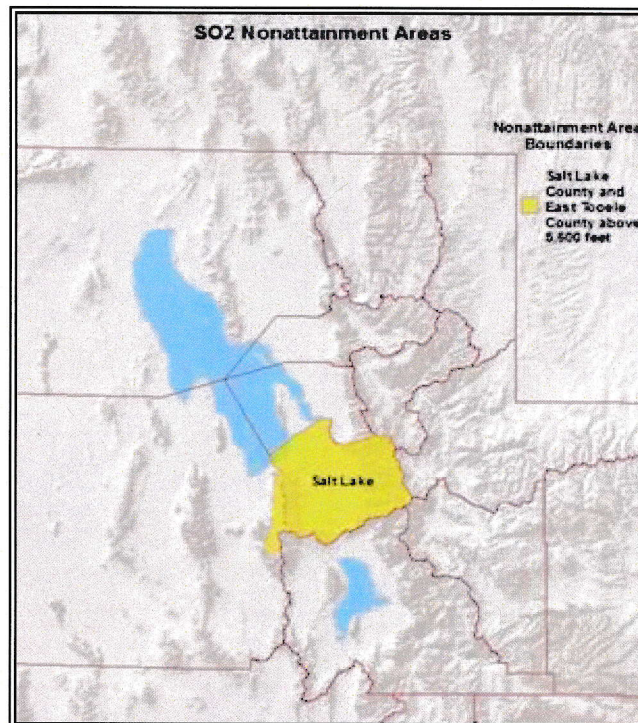 SO2 Nonattainment Areas
Nonattainment Area
Boundaries
Salt Lake
County and
East Tooele
County above
5,600 feet
Salt Lake